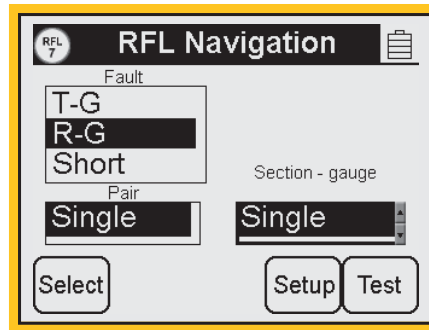 RFL
7
RFL Navigation
Fault
T-G
R-G
Short
Section - gauge
Pair
Single
Single
Select
Setup
Test